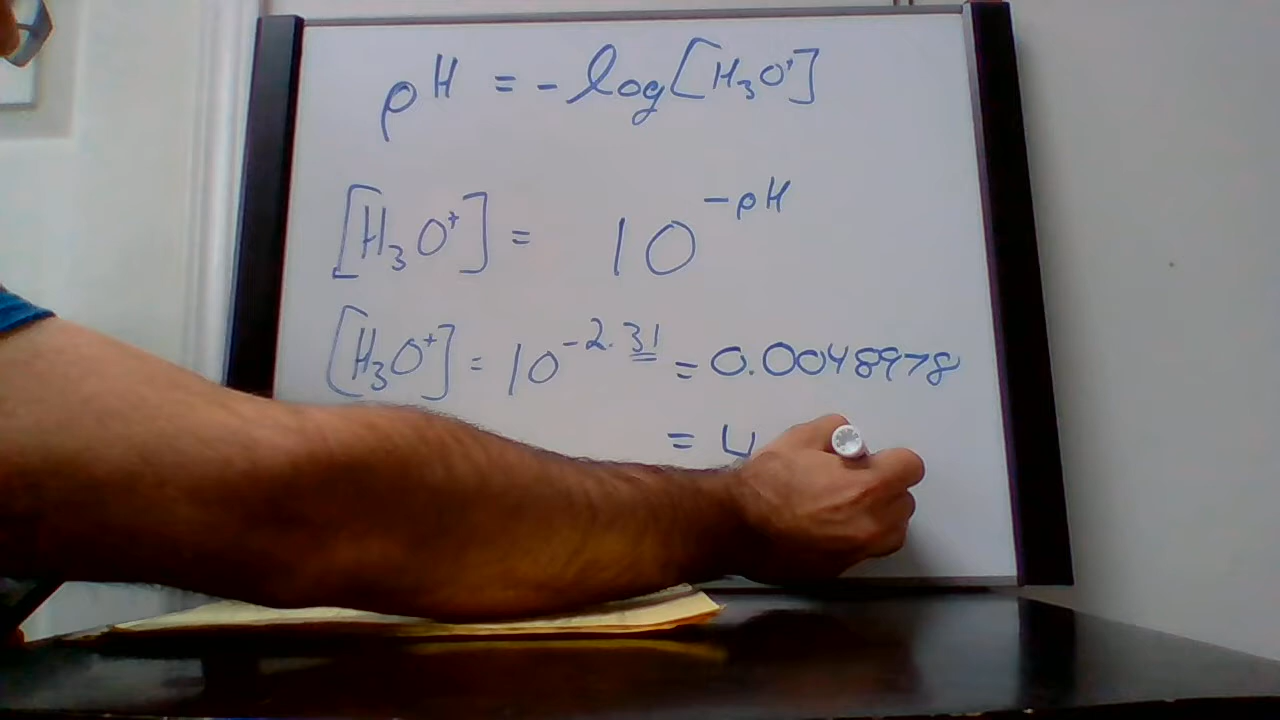 pH = -log[H₃O⁺]
[H₃O⁺] = 10⁻ᵖᴴ
[H₃O⁺] = 10⁻²·³¹ = 0.0048978
= 4